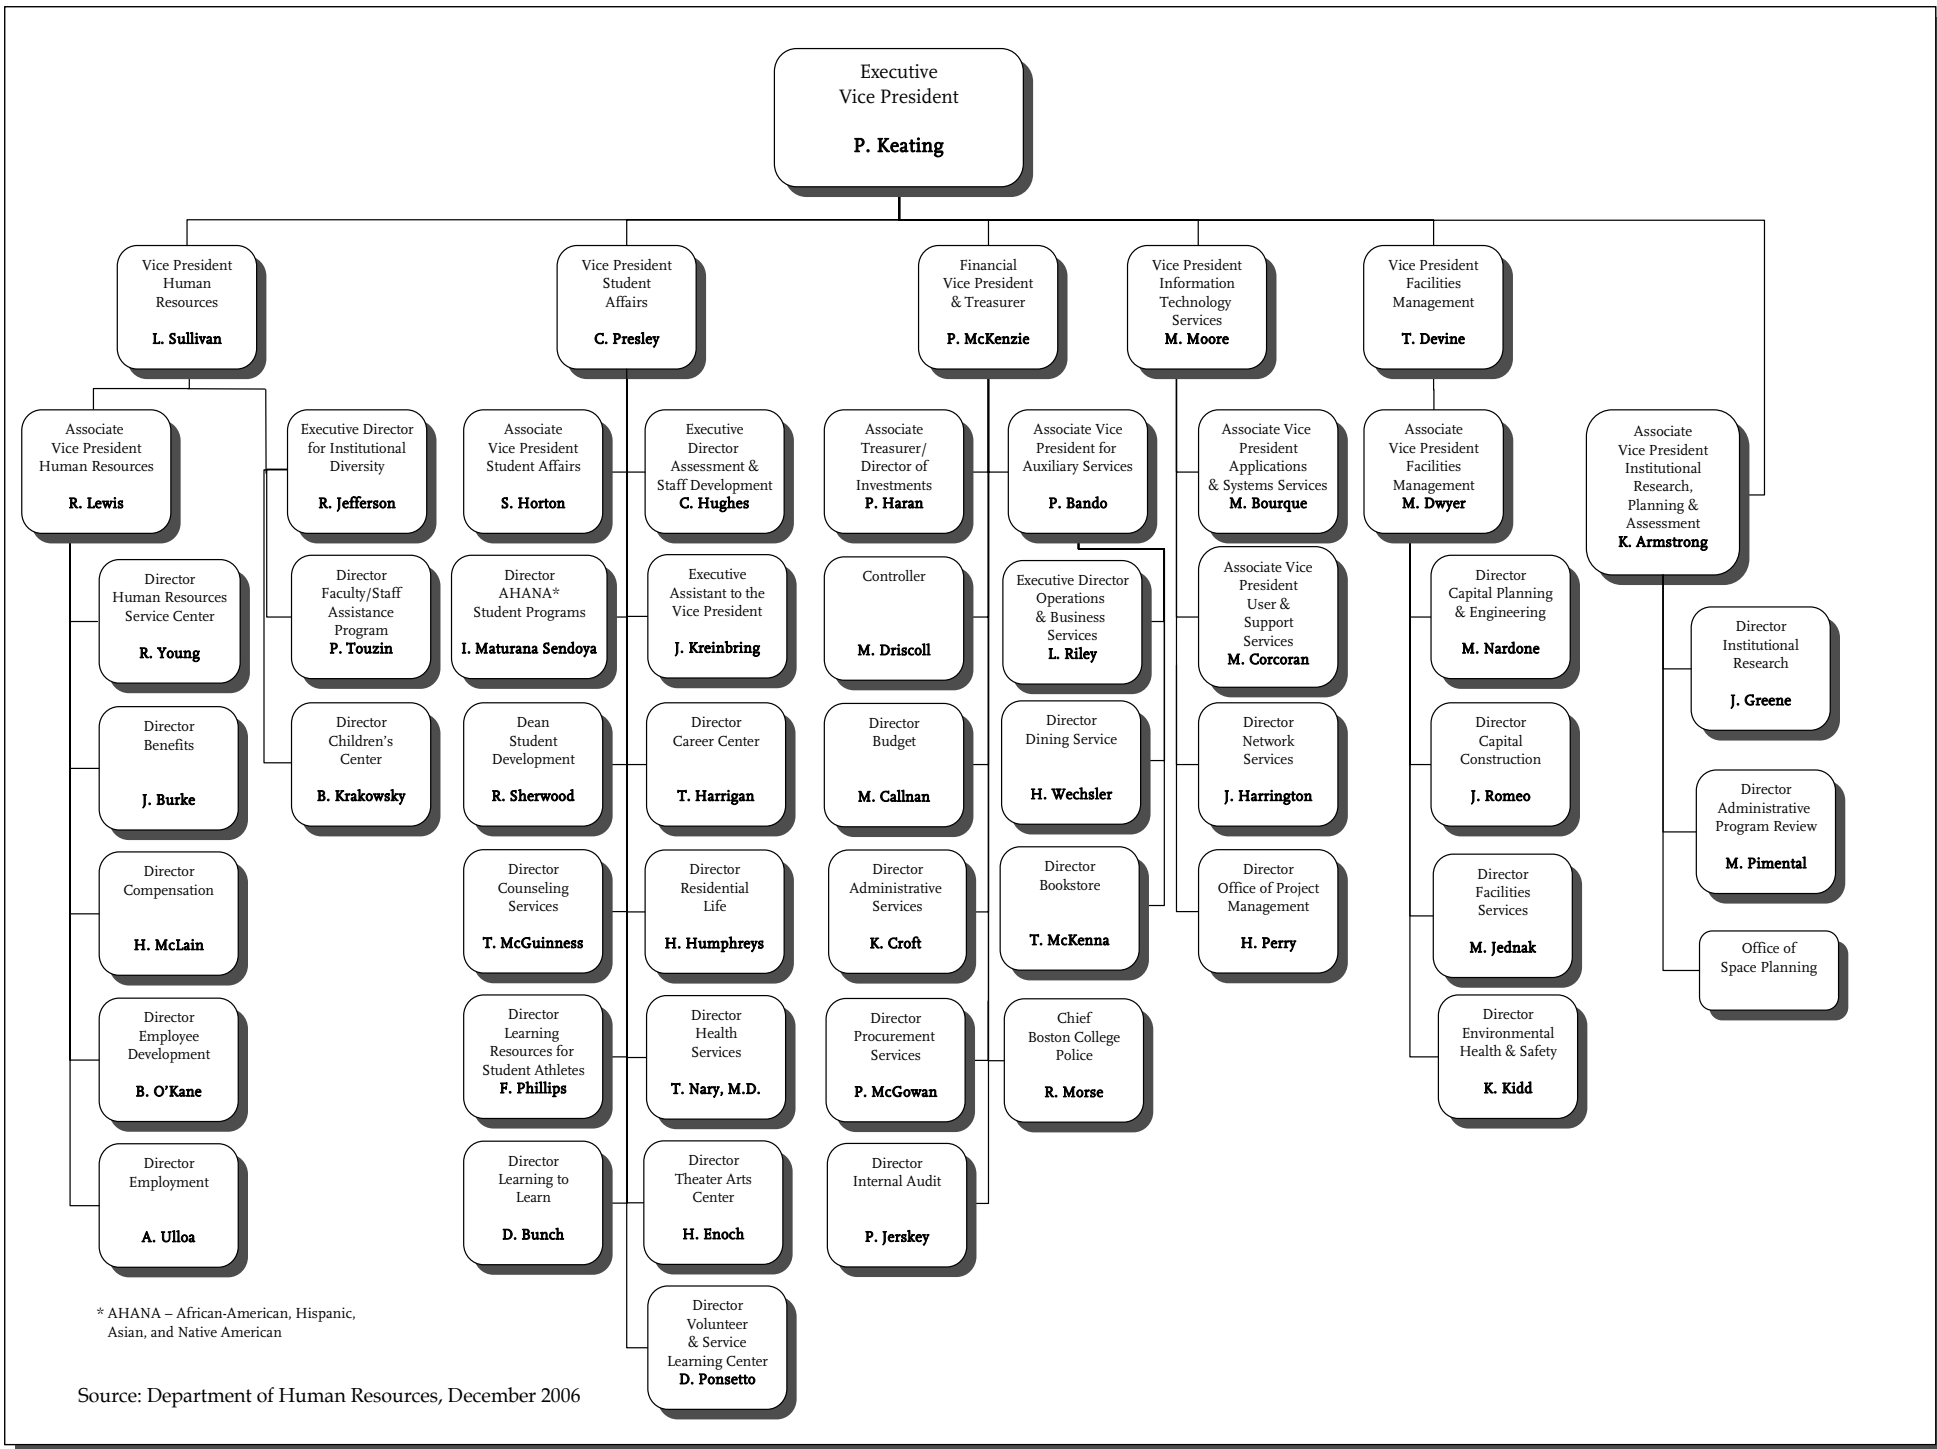 Executive
Vice President
P. Keating
Vice President
Human
Resources
L. Sullivan
Vice President
Student
Affairs
C. Presley
Financial
Vice President
& Treasurer
P. McKenzie
Vice President
Information
Technology
Services
M. Moore
Vice President
Facilities
Management
T. Devine
Associate
Vice President
Human Resources
R. Lewis
Executive Director
for Institutional
Diversity
R. Jefferson
Associate
Vice President
Student Affairs
S. Horton
Executive
Director
Assessment &
Staff Development
C. Hughes
Associate
Treasurer/
Director of
Investments
P. Haran
Associate Vice
President for
Auxiliary Services
P. Bando
Associate Vice
President
Applications
& Systems Services
M. Bourque
Associate
Vice President
Facilities
Management
M. Dwyer
Associate
Vice President
Institutional
Research,
Planning &
Assessment
K. Armstrong
Director
Human Resources
Service Center
R. Young
Director
Faculty/Staff
Assistance
Program
P. Touzin
Director
AHANA*
Student Programs
I. Maturana Sendoya
Executive
Assistant to the
Vice President
J. Kreinbring
Controller
M. Driscoll
Executive Director
Operations
& Business
Services
L. Riley
Associate Vice
President
User &
Support
Services
M. Corcoran
Director
Capital Planning
& Engineering
M. Nardone
Director
Institutional
Research
J. Greene
Director
Benefits
J. Burke
Director
Children's
Center
B. Krakowsky
Dean
Student
Development
R. Sherwood
Director
Career Center
T. Harrigan
Director
Budget
M. Callnan
Director
Dining Service
H. Wechsler
Director
Network
Services
J. Harrington
Director
Capital
Construction
J. Romeo
Director
Administrative
Program Review
M. Pimental
Director
Compensation
H. McLain
Director
Counseling
Services
T. McGuinness
Director
Residential
Life
H. Humphreys
Director
Administrative
Services
K. Croft
Director
Bookstore
T. McKenna
Director
Office of Project
Management
H. Perry
Director
Facilities
Services
M. Jednak
Office of
Space Planning
Director
Employee
Development
B. O'Kane
Director
Learning
Resources for
Student Athletes
F. Phillips
Director
Health
Services
T. Nary, M.D.
Director
Procurement
Services
P. McGowan
Chief
Boston College
Police
R. Morse
Director
Environmental
Health & Safety
K. Kidd
Director
Employment
A. Ulloa
Director
Learning to
Learn
D. Bunch
Director
Theater Arts
Center
H. Enoch
Director
Internal Audit
P. Jerskey
Director
Volunteer
& Service
Learning Center
D. Ponsetto
* AHANA – African-American, Hispanic,
Asian, and Native American
Source: Department of Human Resources, December 2006